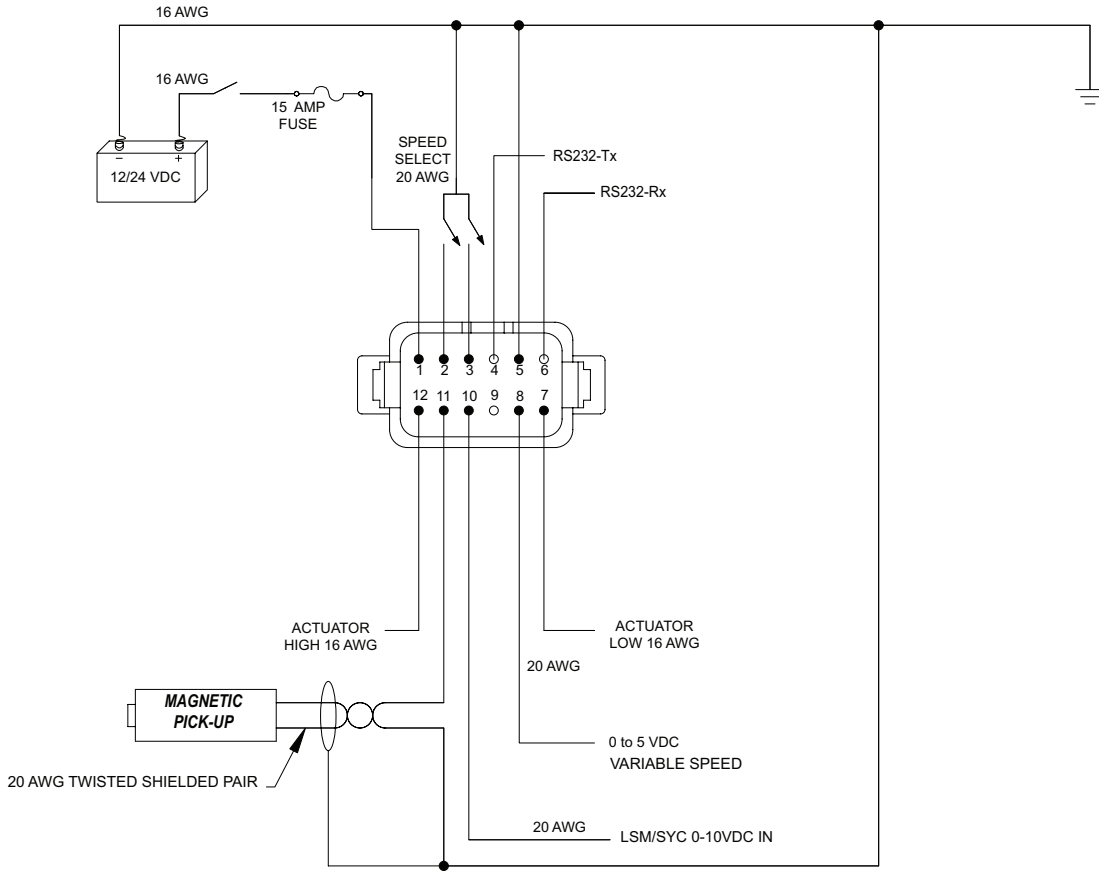 16 AWG
16 AWG
15 AMP
FUSE
- +
12/24 VDC
SPEED
SELECT
20 AWG
RS232-Tx
RS232-Rx
1 2 3 4 5 6
12 11 10 9 8 7
ACTUATOR
HIGH 16 AWG
ACTUATOR
LOW 16 AWG
20 AWG
MAGNETIC
PICK-UP
0 to 5 VDC
VARIABLE SPEED
20 AWG TWISTED SHIELDED PAIR
20 AWG
LSM/SYC 0-10VDC IN